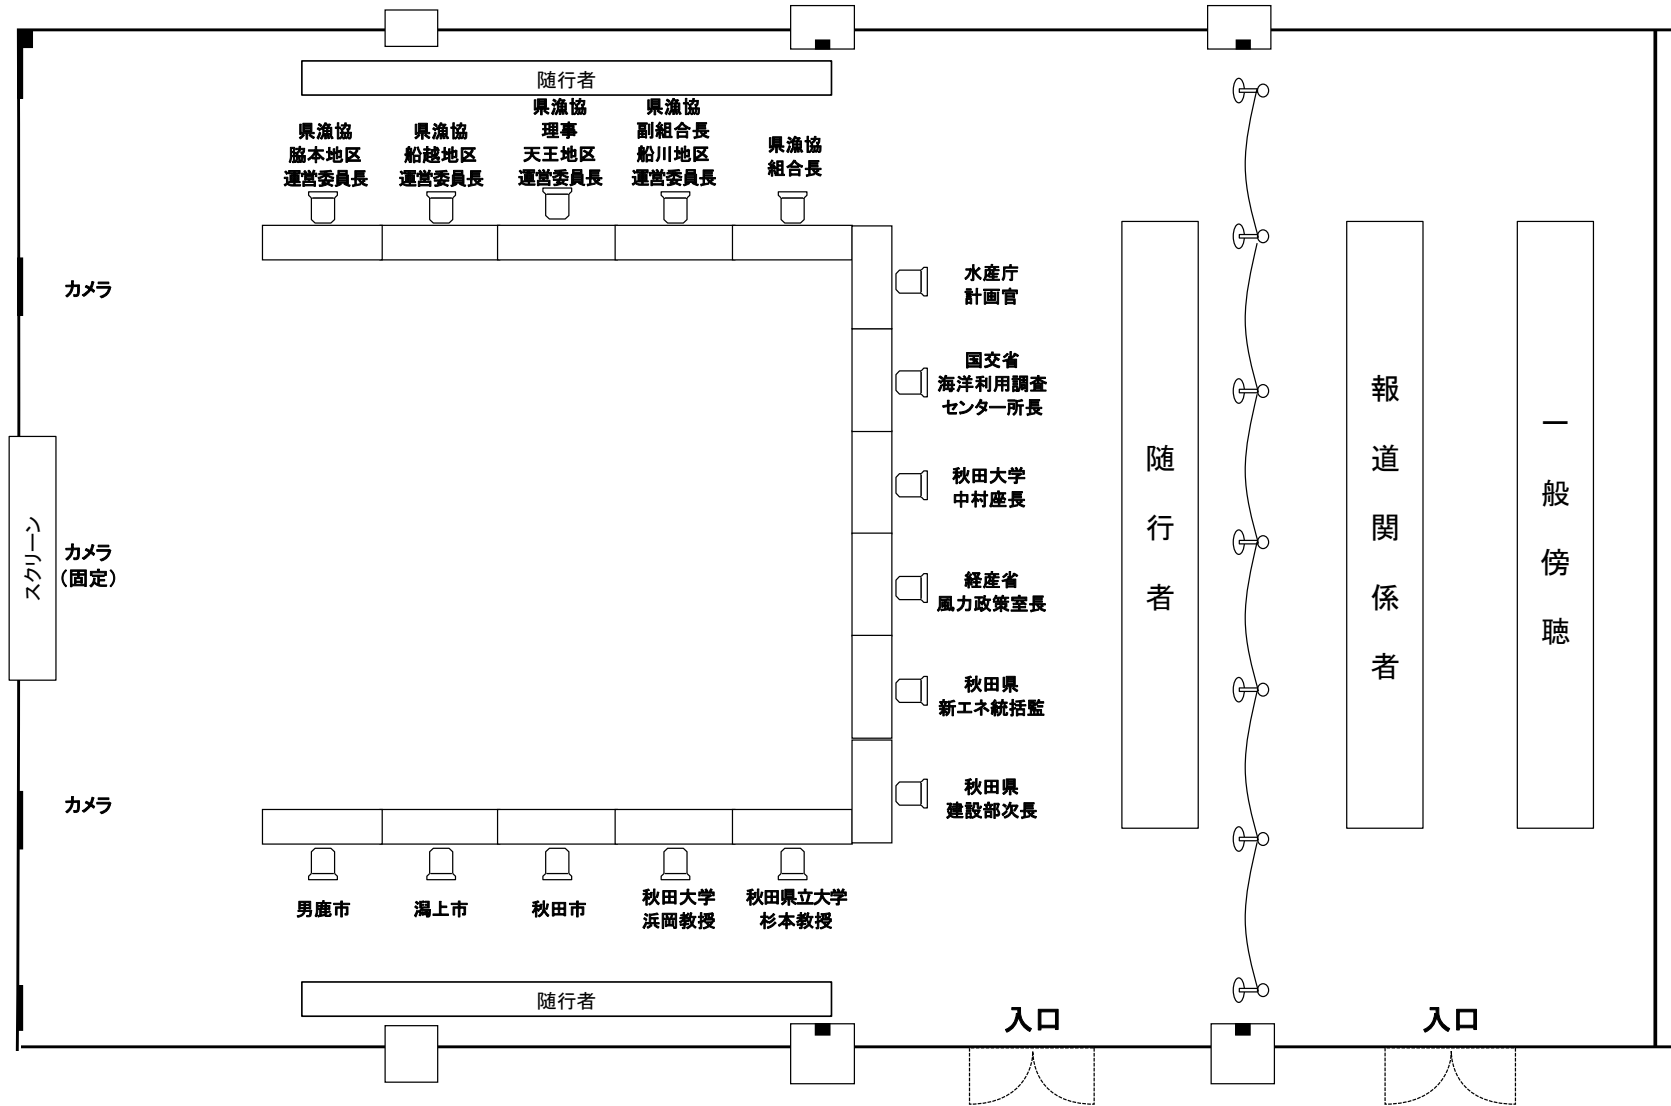 随行者
県漁協
脇本地区
運営委員長
県漁協
船越地区
運営委員長
県漁協
理事
天王地区
運営委員長
県漁協
副組合長
船川地区
運営委員長
県漁協
組合長
カメラ
スクリーン
カメラ
（固定）
カメラ
水産庁
計画官
国交省
海洋利用調査
センター所長
秋田大学
中村座長
経産省
風力政策室長
秋田県
新エネ統括監
秋田県
建設部次長
随行者
報道関係者
一般傍聴
男鹿市
潟上市
秋田市
秋田大学
浜岡教授
秋田県立大学
杉本教授
随行者
入口
入口